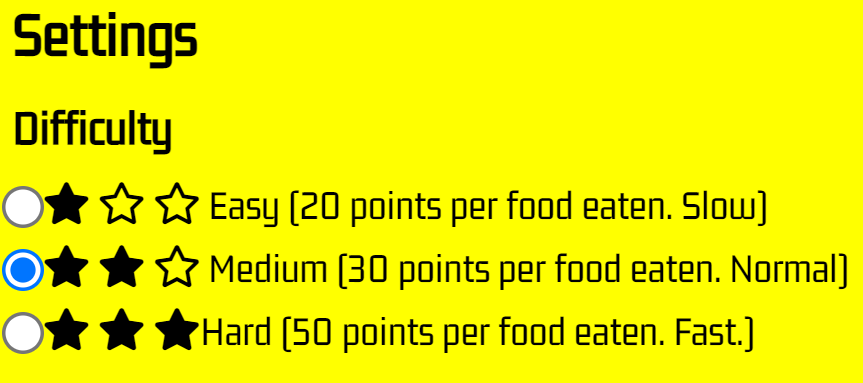 Settings
Difficulty
★ ☆ ☆ Easy (20 points per food eaten. Slow)
★ ★ ☆ Medium (30 points per food eaten. Normal)
★ ★ ★Hard (50 points per food eaten. Fast.)